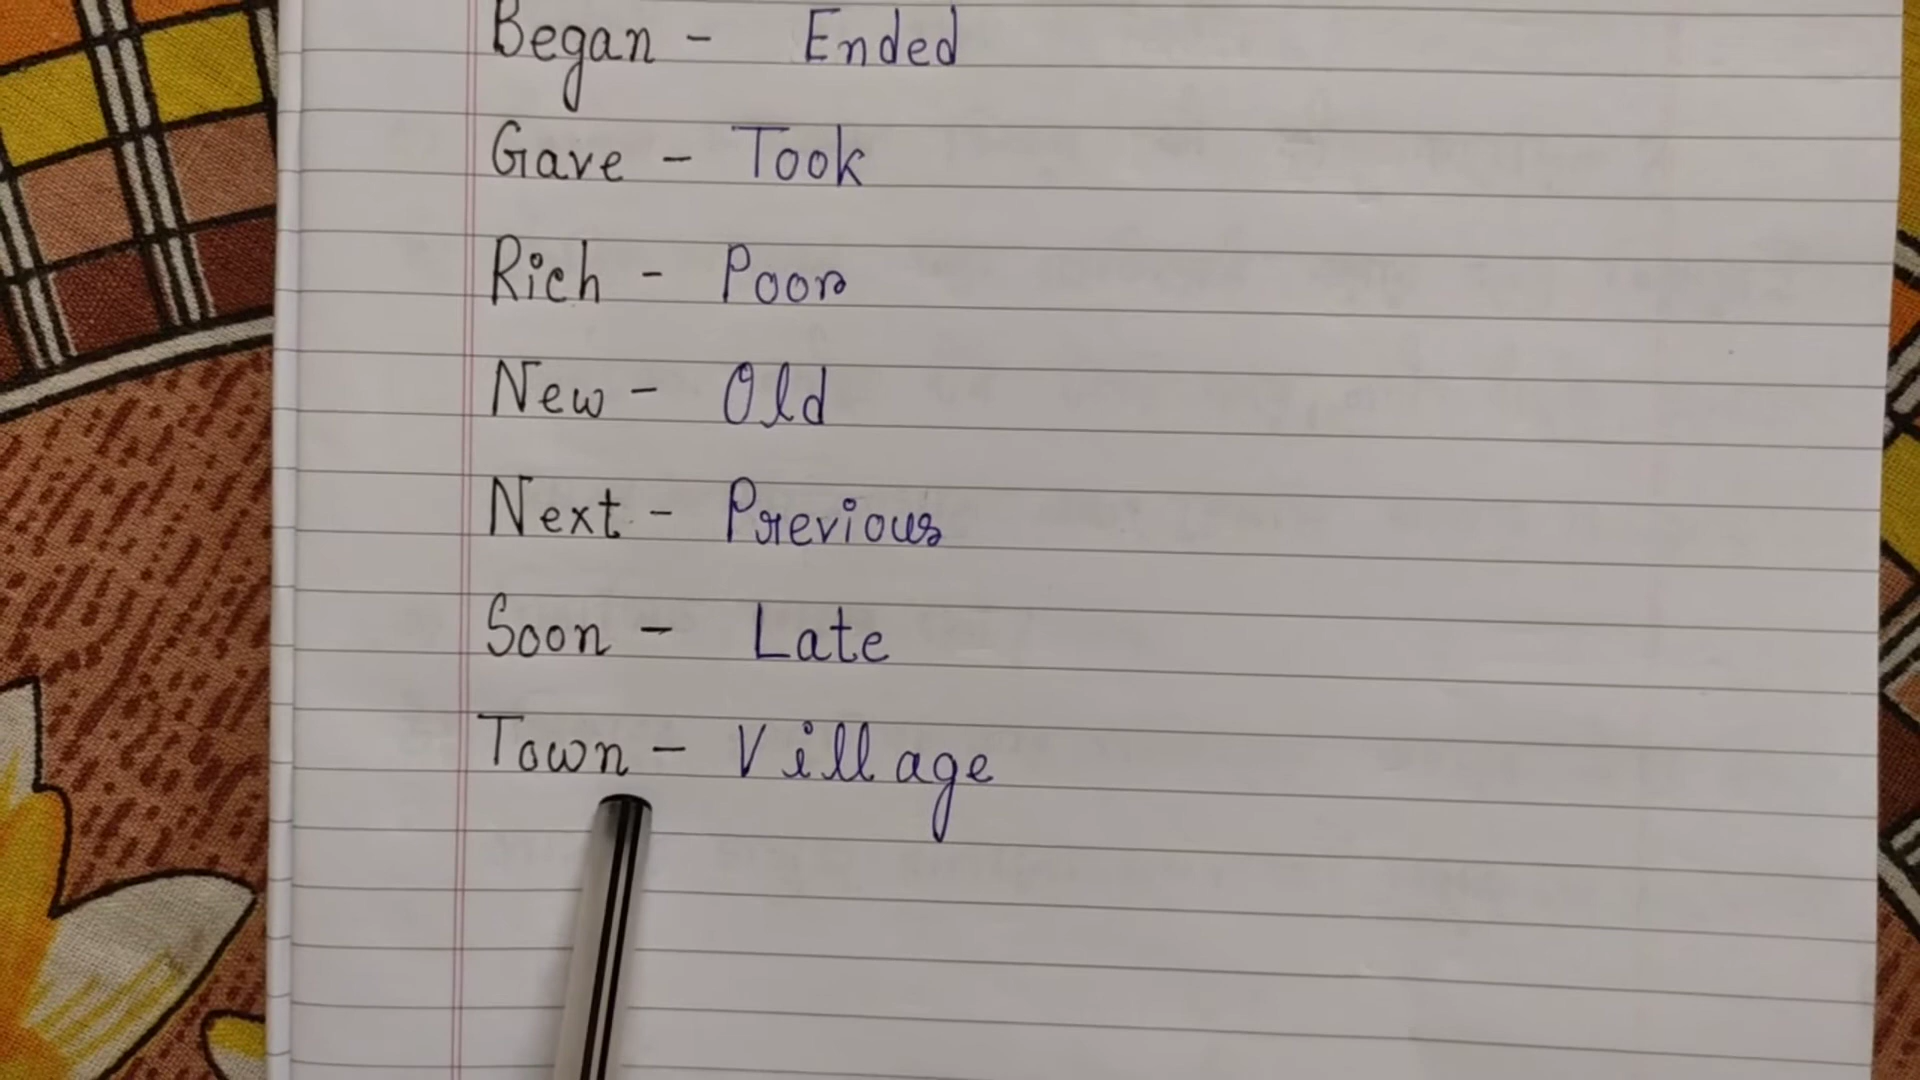 Began - Ended
Gave - Took
Rich - Poor
New - Old
Next - Previous
Soon - Late
Town - Village